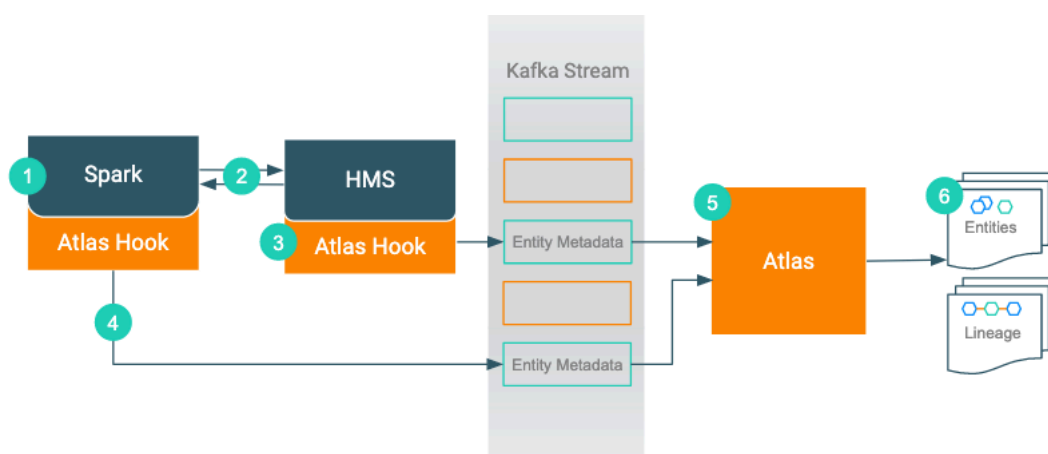 Kafka Stream
1
Spark
2
HMS
Atlas Hook
3
Atlas Hook
Entity Metadata
4
Entity Metadata
5
Atlas
6
Entities
Lineage